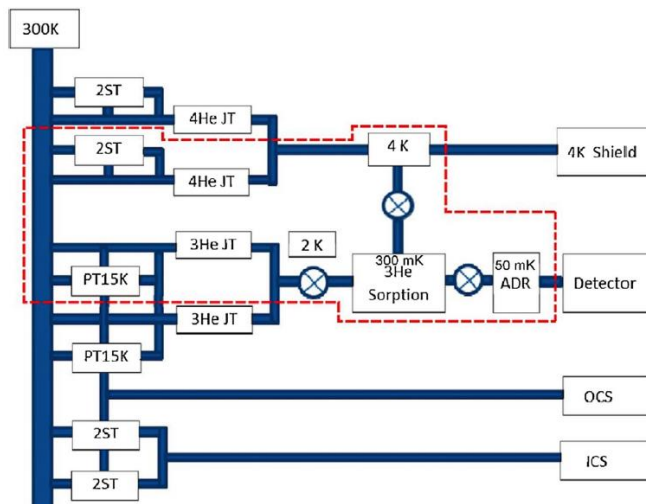 300K
2ST
4He JT
2ST
4 K
4K Shield
4He JT
3He JT
2 K
300 mK
3He
Sorption
50 mK
ADR
Detector
PT15K
3He JT
PT15K
OCS
2ST
ICS
2ST